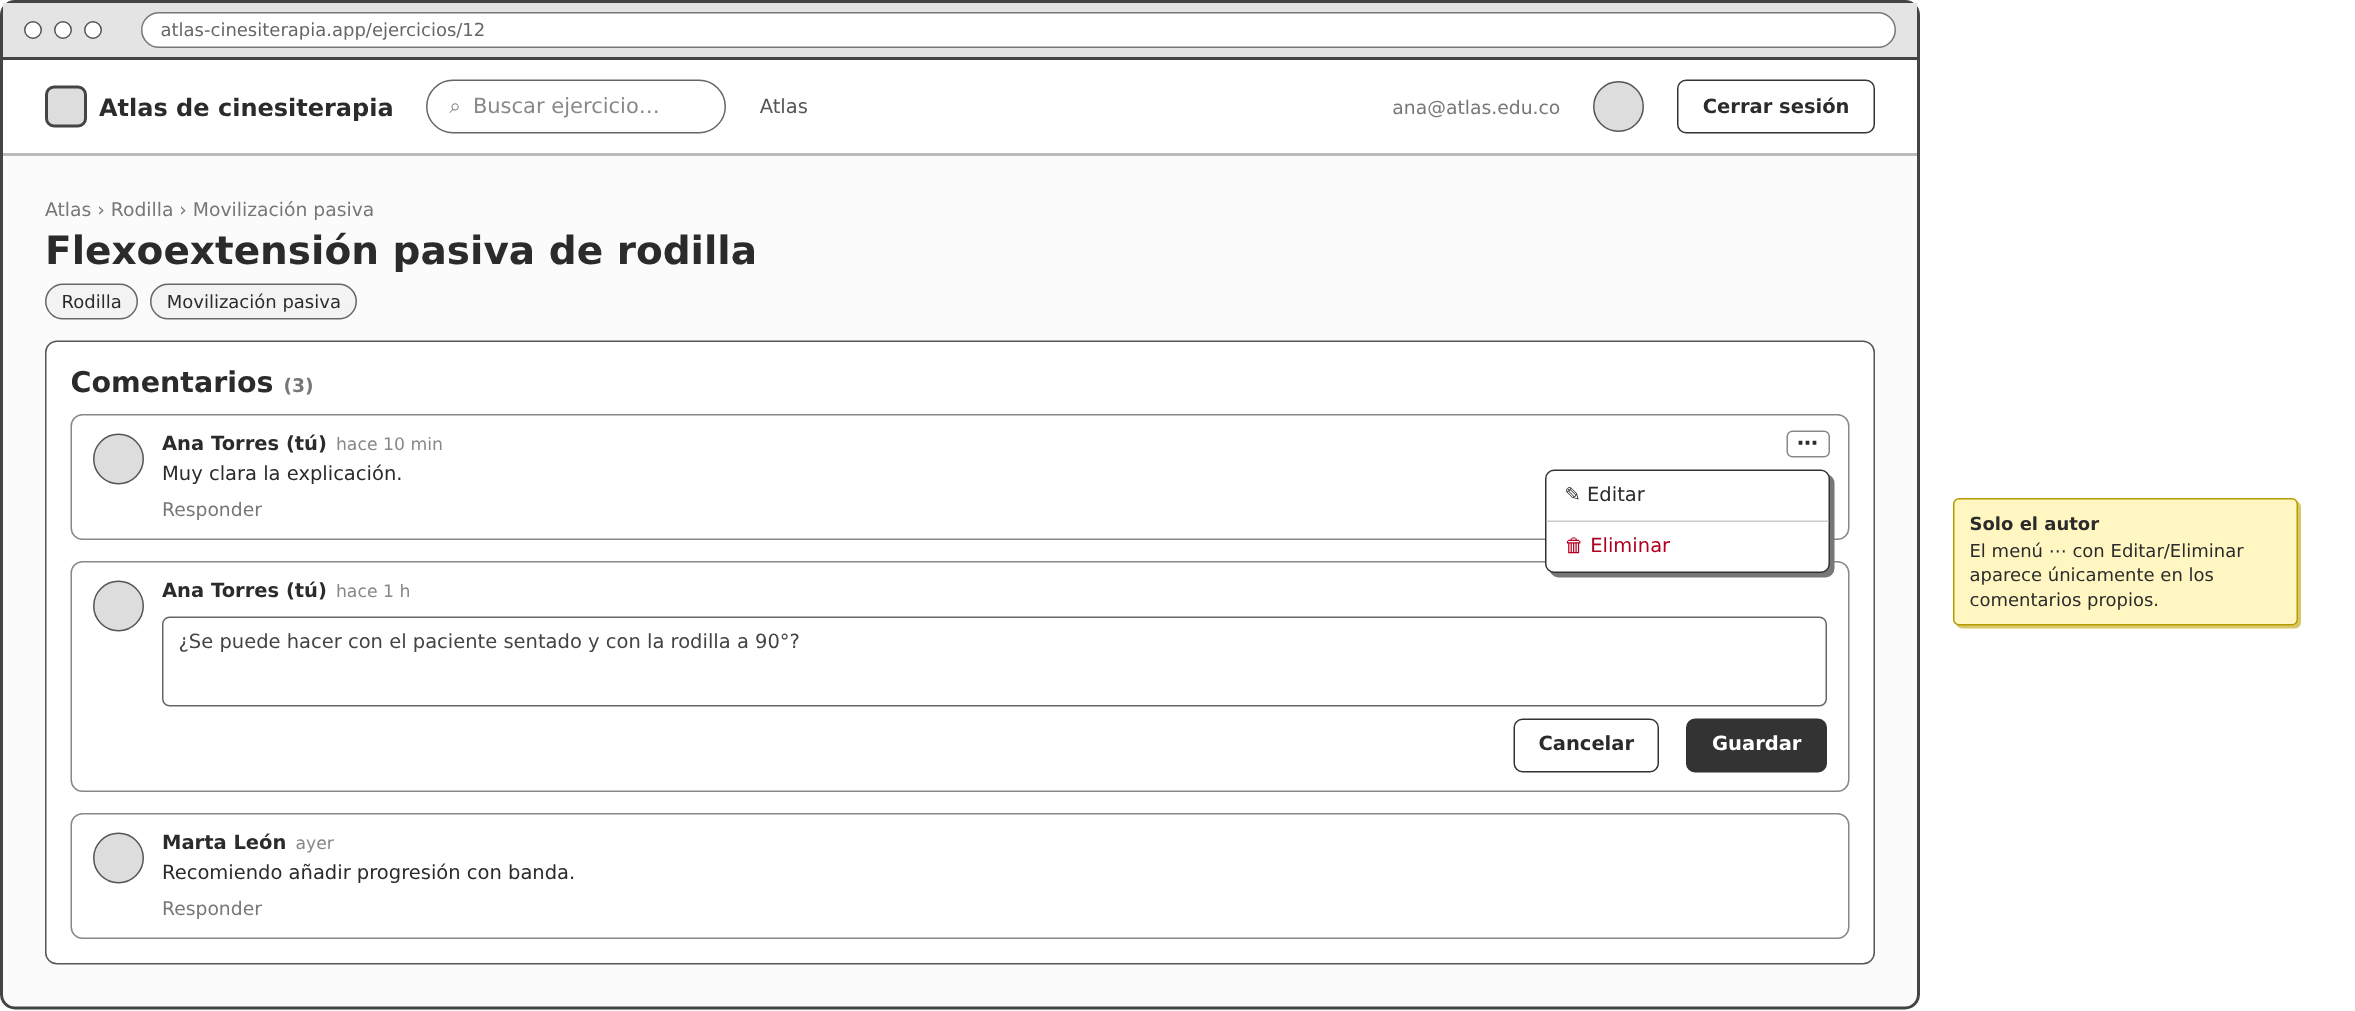 atlas-cinesiterapia.app/ejercicios/12
Atlas de cinesiterapia
⌕ Buscar ejercicio...
Atlas
ana@atlas.edu.co
Cerrar sesión
Atlas › Rodilla › Movilización pasiva
Flexoextensión pasiva de rodilla
Rodilla
Movilización pasiva
Comentarios (3)
Ana Torres (tú) hace 10 min
⋯
Muy clara la explicación.
Responder
✎ Editar
🗑 Eliminar
Ana Torres (tú) hace 1 h
¿Se puede hacer con el paciente sentado y con la rodilla a 90°?
Cancelar
Guardar
Marta León ayer
Recomiendo añadir progresión con banda.
Responder
Solo el autor
El menú ⋯ con Editar/Eliminar
aparece únicamente en los
comentarios propios.